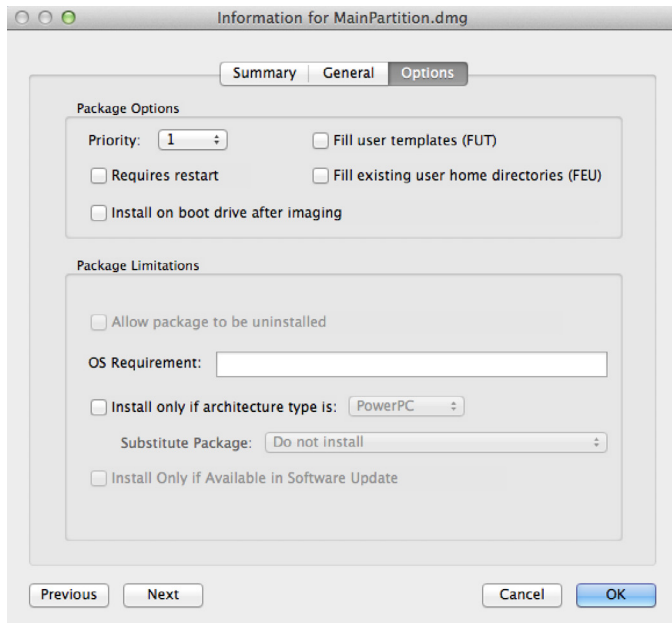 Information for MainPartition.dmg
Summary General Options
Package Options
Priority: 1 Fill user templates (FUT)
Requires restart Fill existing user home directories (FEU)
Install on boot drive after imaging
Package Limitations
Allow package to be uninstalled
OS Requirement:
Install only if architecture type is: PowerPC
Substitute Package: Do not install
Install Only if Available in Software Update
Previous Next Cancel OK